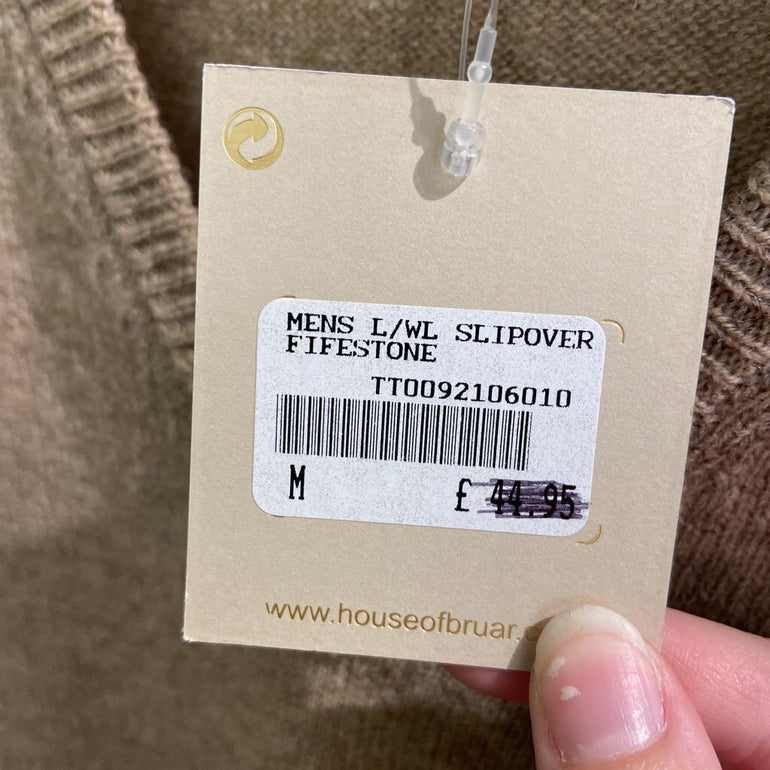 MENS L/WL SLIPOVER
FIFESTONE
TT0092106010
M £ 44.95
www.houseofbruar.